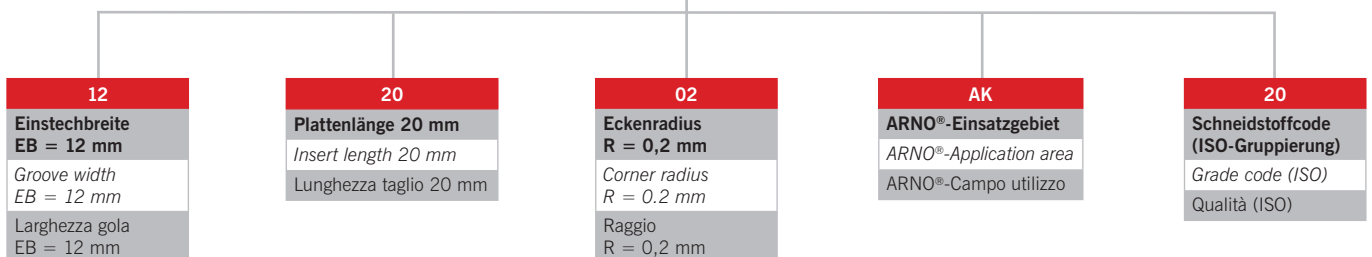 12
Einstechbreite
EB = 12 mm
Groove width
EB = 12 mm
Larghezza gola
EB = 12 mm
20
Plattenlänge 20 mm
Insert length 20 mm
Lunghezza taglio 20 mm
02
Eckenradius
R = 0,2 mm
Corner radius
R = 0.2 mm
Raggio
R = 0,2 mm
AK
ARNO®-Einsatzgebiet
ARNO®-Application area
ARNO®-Campo utilizzo
20
Schneidstoffcode
(ISO-Gruppierung)
Grade code (ISO)
Qualità (ISO)